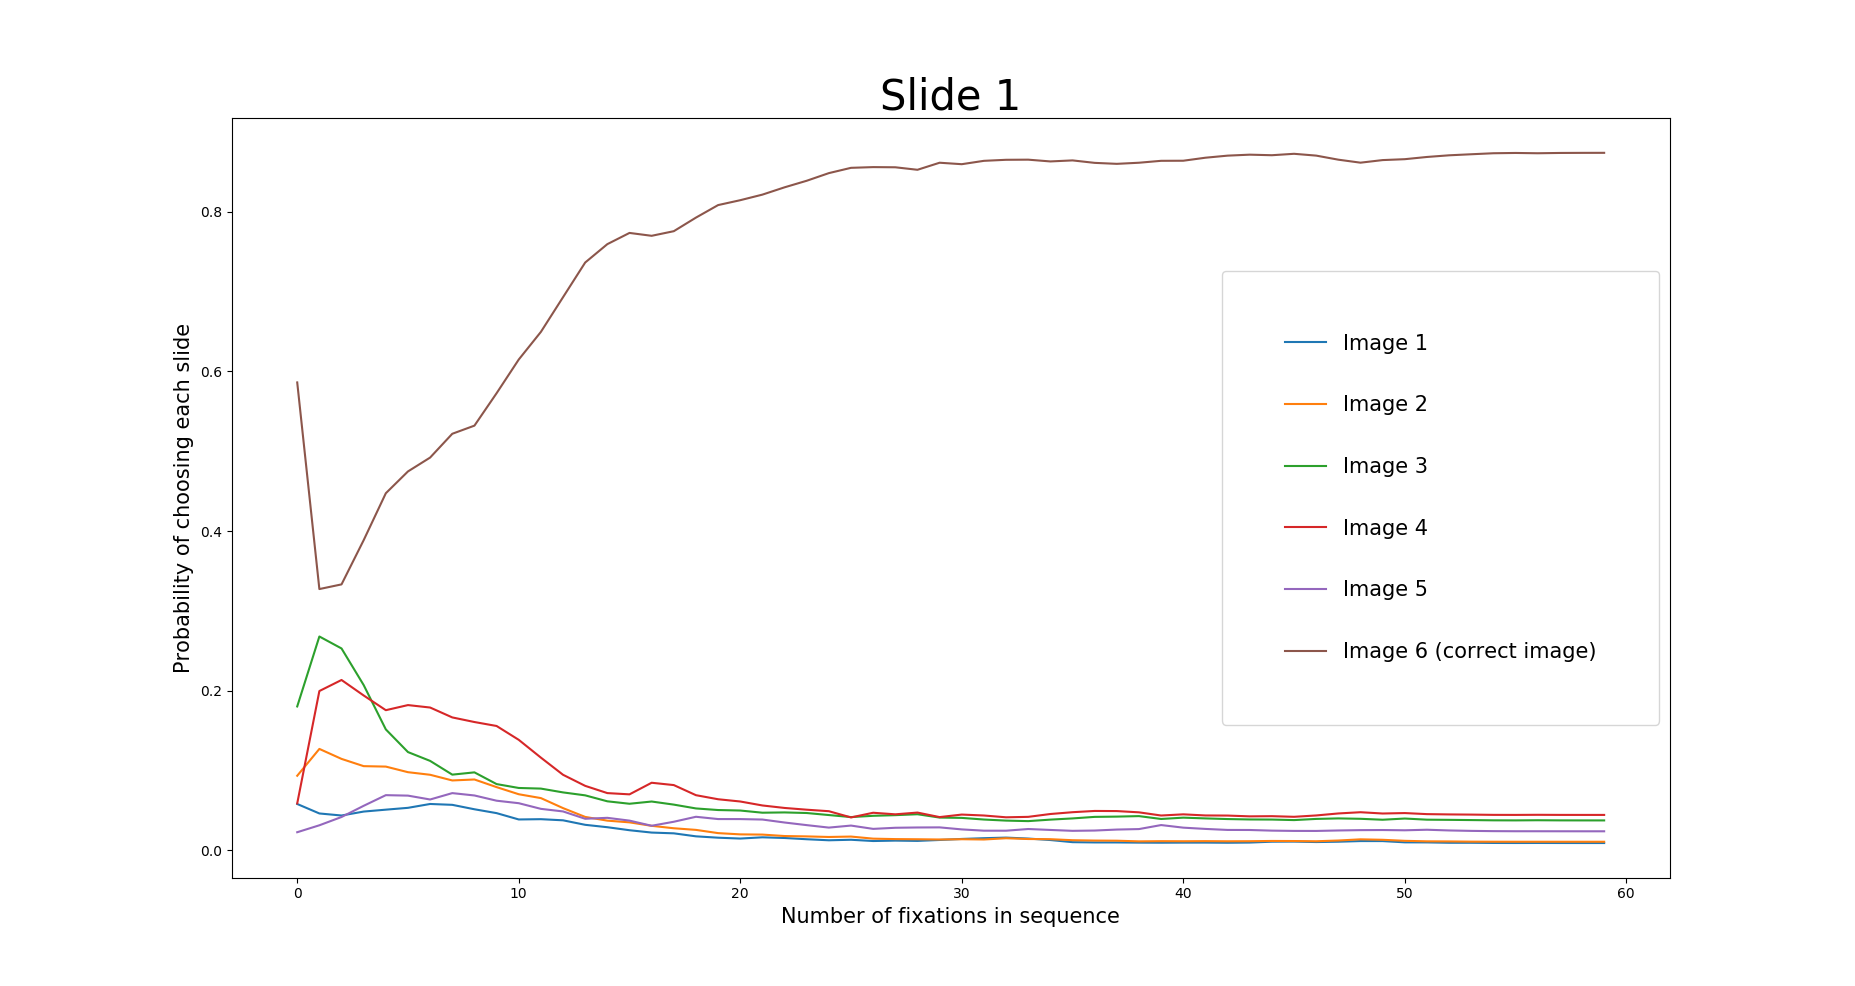 Slide 1
Probability of choosing each slide
0.8
0.6
0.4
0.2
0.0
Image 1
Image 2
Image 3
Image 4
Image 5
Image 6 (correct image)
0 10 20 30 40 50 60
Number of fixations in sequence